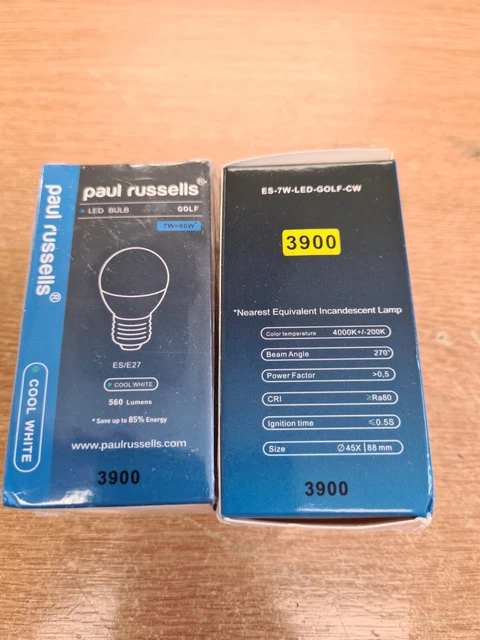 paul russells®
COOL WHITE
paul russells®
LED BULB GOLF
7W=60W*
ES/E27
COOL WHITE
560 Lumens
*Save up to 85% Energy
www.paulrussells.com
3900
ES-7W-LED-GOLF-CW
3900
*Nearest Equivalent Incandescent Lamp
Color temperature 4000K+/-200K
Beam Angle 270°
Power Factor >0.5
CRI ≥Ra80
Ignition time ≤0.5S
Size Ø45X|88mm
3900